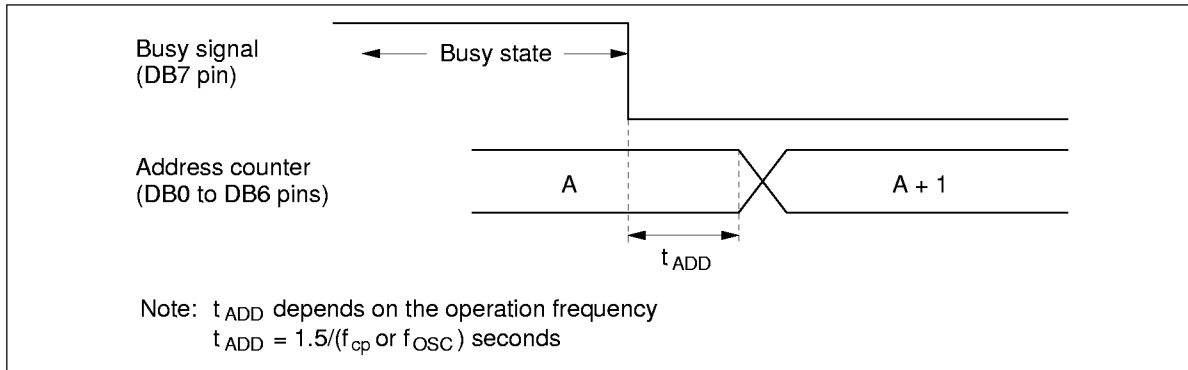 Busy signal
(DB7 pin)
Busy state
Address counter
(DB0 to DB6 pins)
A
A + 1
t ADD
Note: t ADD depends on the operation frequency
t ADD = 1.5/(f cp or f OSC ) seconds